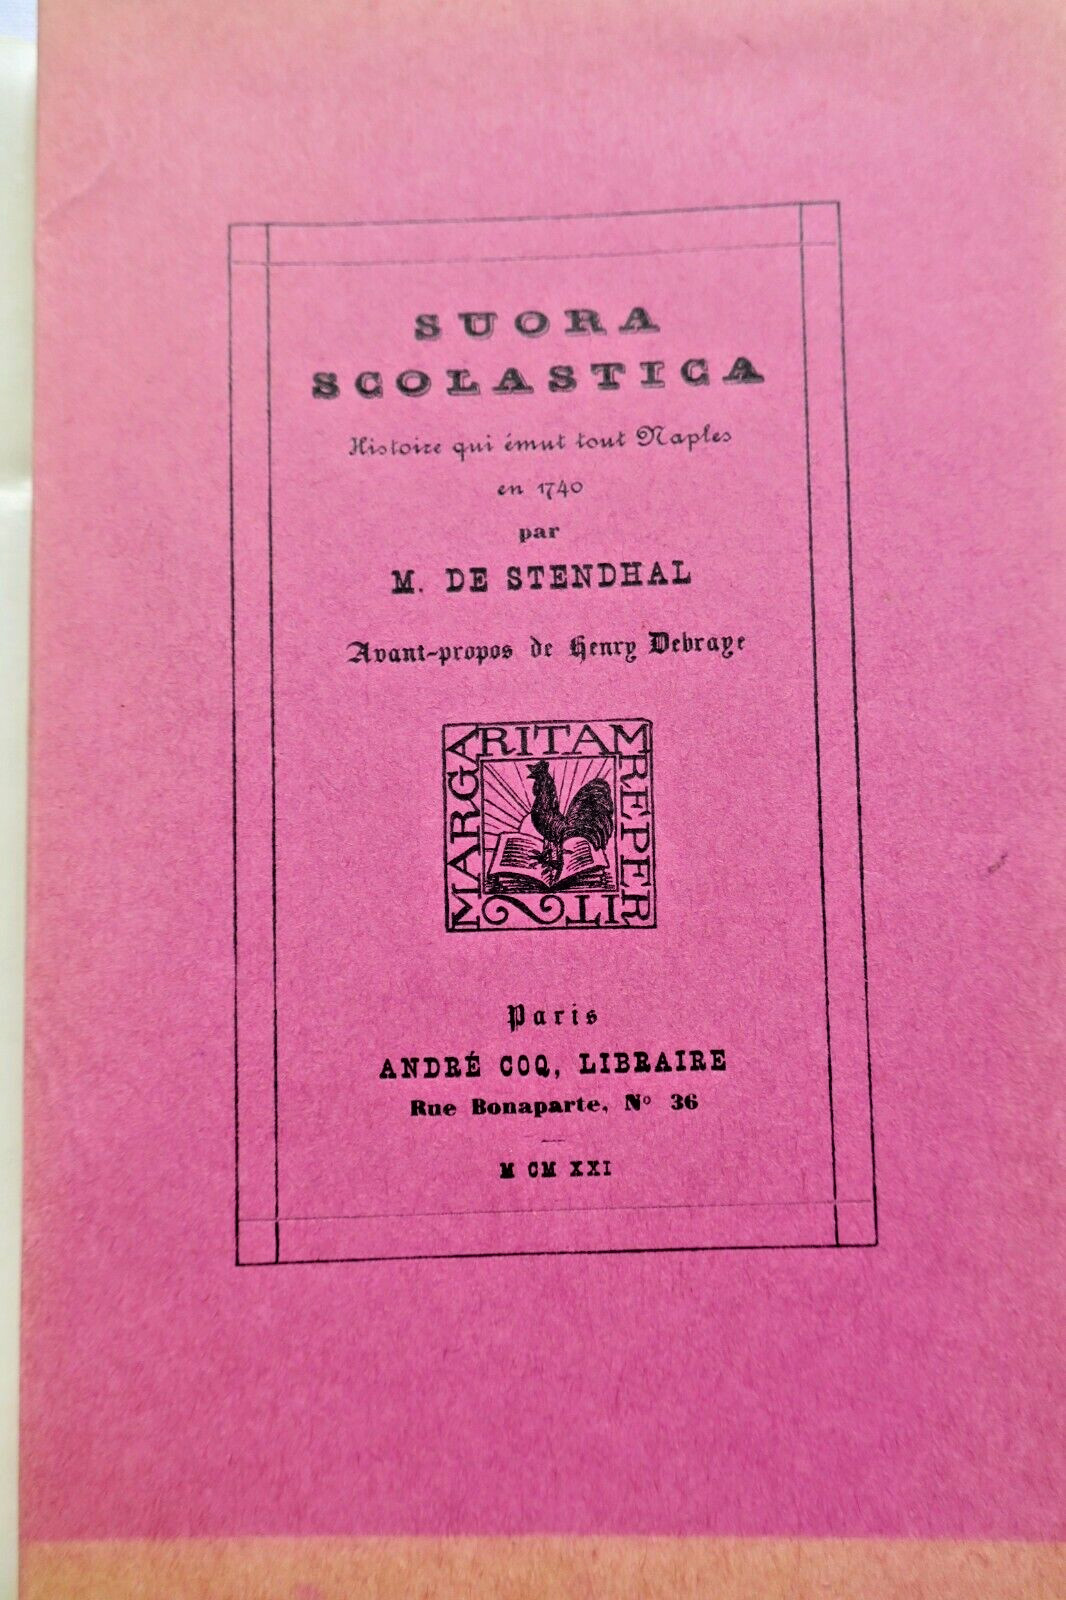 SUORA
SCOLASTICA
Histoire qui émut tout Naples
en 1740
par
M. DE STENDHAL
Avant-propos de Henry Debraye
MARGARITAM REPERIT
Paris
ANDRÉ COQ, LIBRAIRE
Rue Bonaparte, Nº 36
M CM XXI